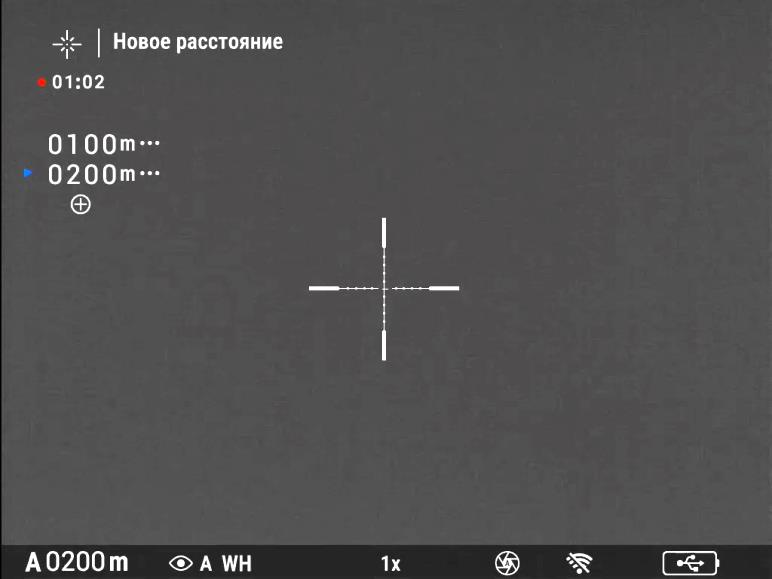 Новое расстояние
01:02
0100m···
0200m···
A0200m A WH 1x